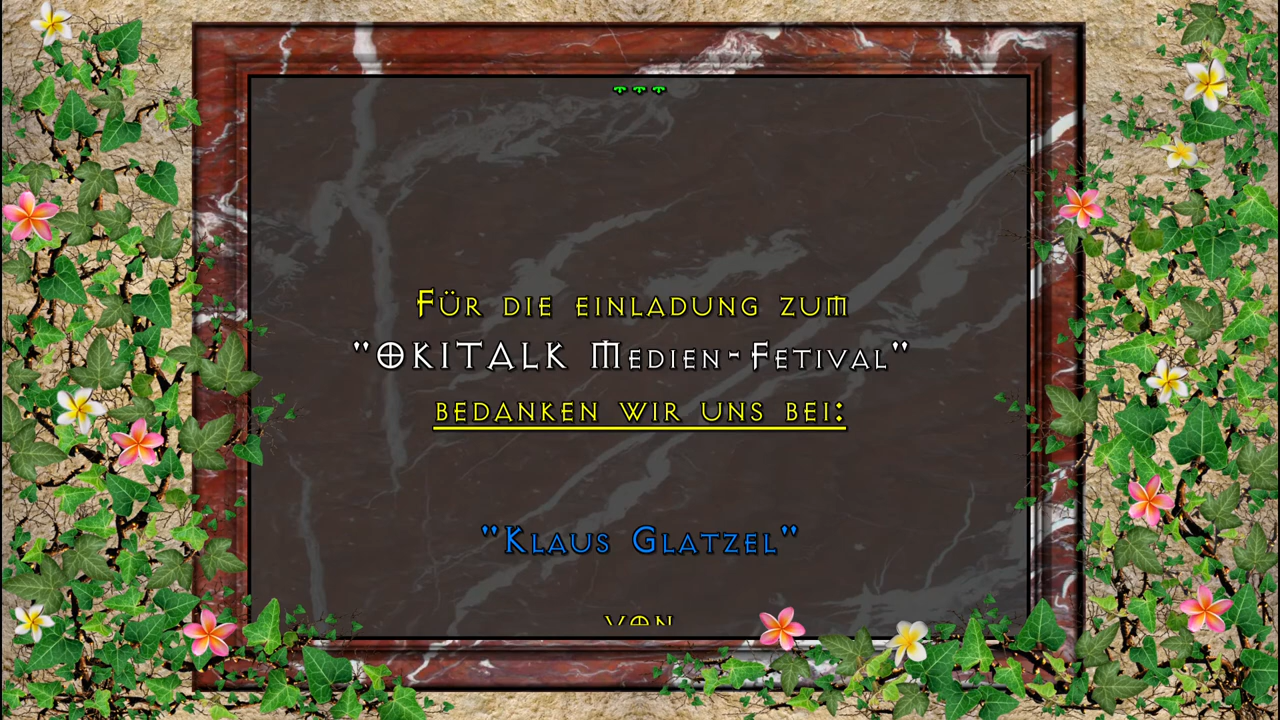 Für die einladung zum
"OKITALK Medien-Fetival"
bedanken wir uns bei:
"Klaus Glatzel"
von